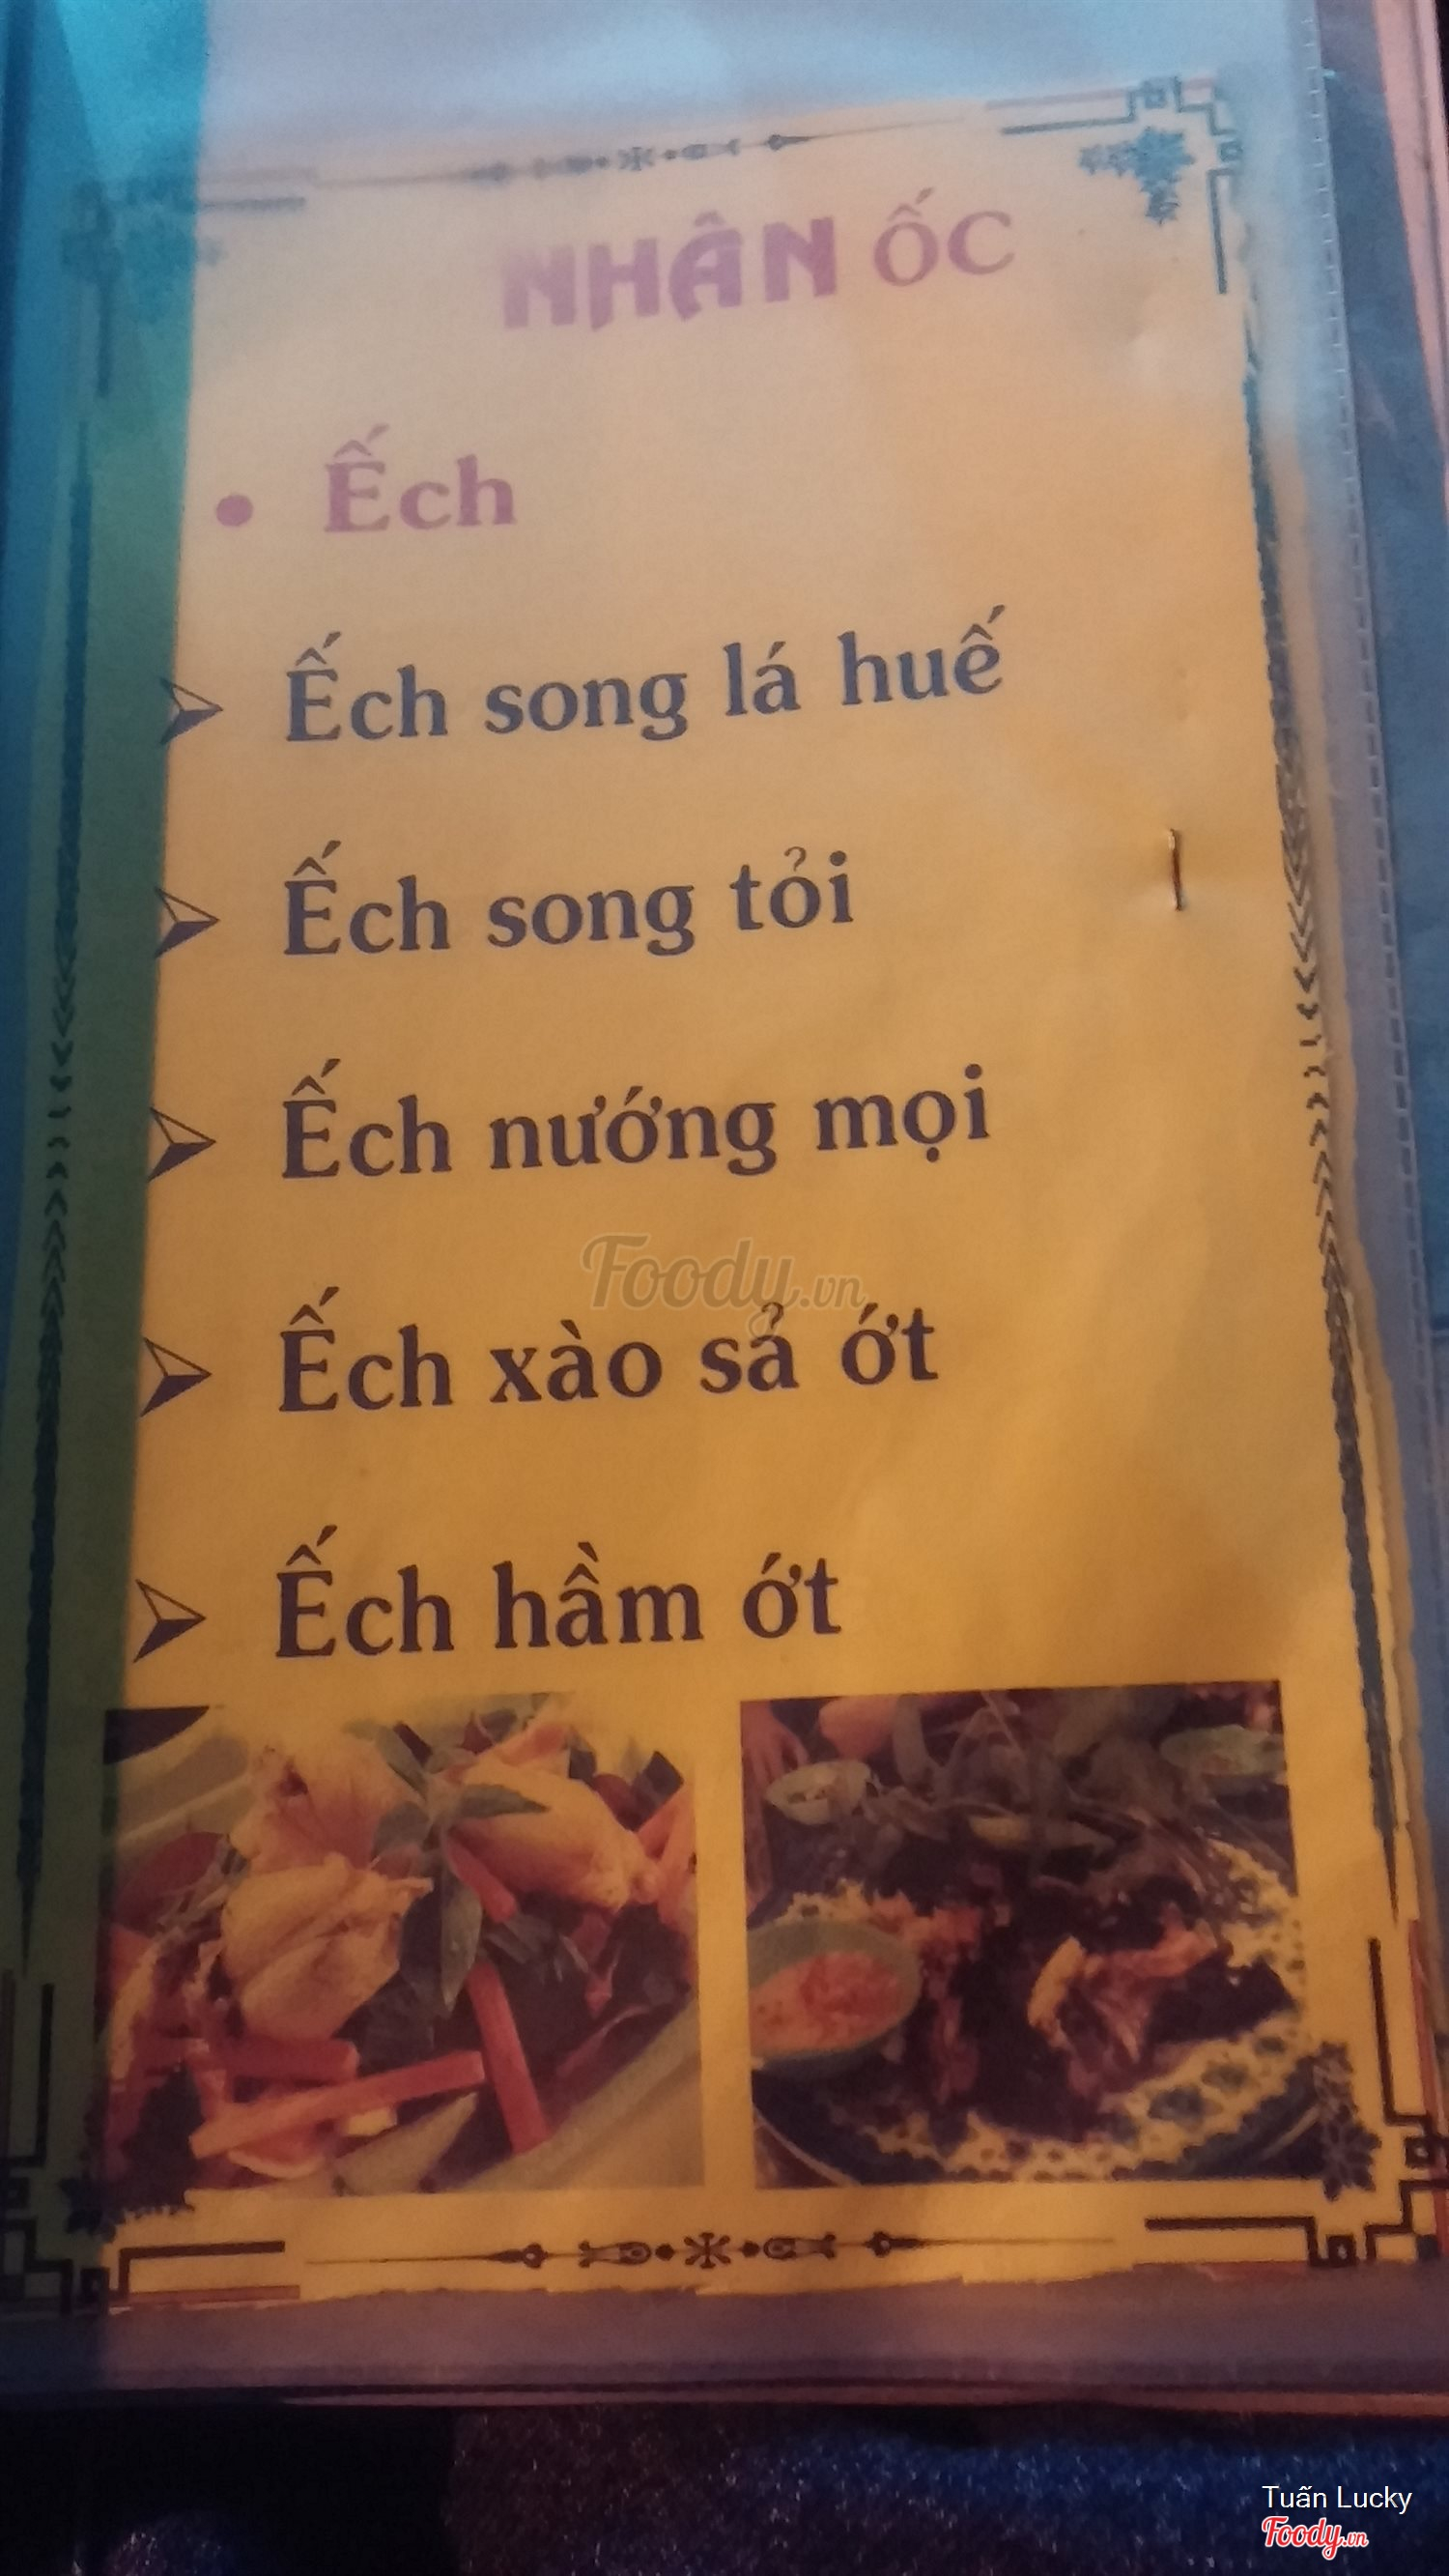 NHÂN ỐC
• Ếch
➢ Ếch song lá huế
➢ Ếch song tỏi
➢ Ếch nướng mọi
Foody.vn
➢ Ếch xào sả ớt
➢ Ếch hầm ớt
Tuấn Lucky
Foody.vn